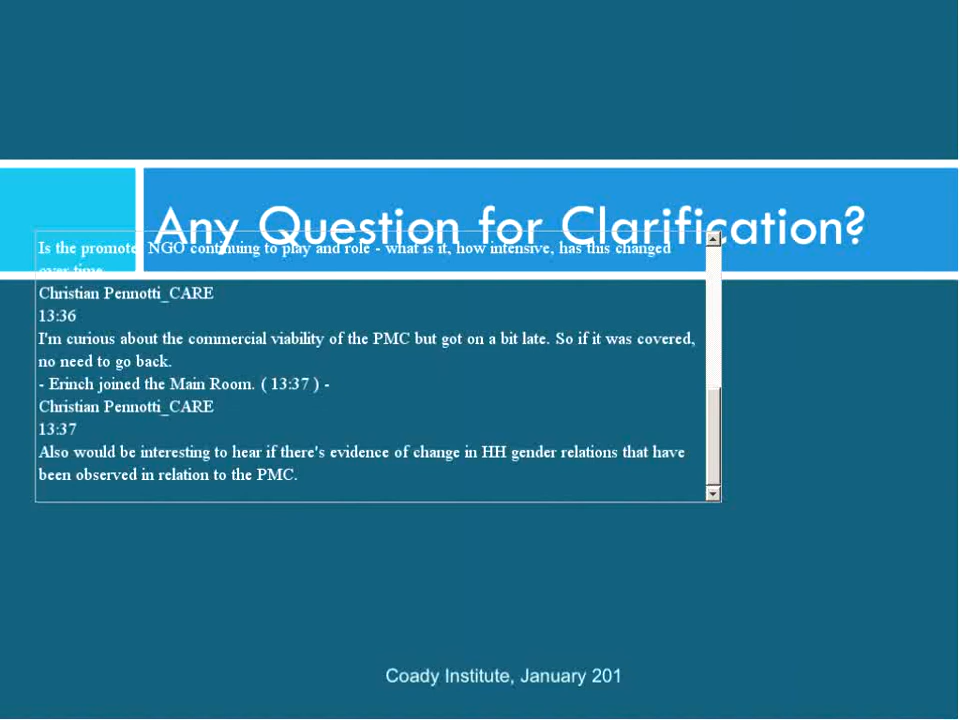 Any Question for Clarification?
Is the promote NGO continuing to play and role - what is it, how intensive, has this changed
over time
Christian Pennotti_CARE
13:36
I'm curious about the commercial viability of the PMC but got on a bit late. So if it was covered,
no need to go back.
- Erinch joined the Main Room. ( 13:37 ) -
Christian Pennotti_CARE
13:37
Also would be interesting to hear if there's evidence of change in HH gender relations that have
been observed in relation to the PMC.
Coady Institute, January 201